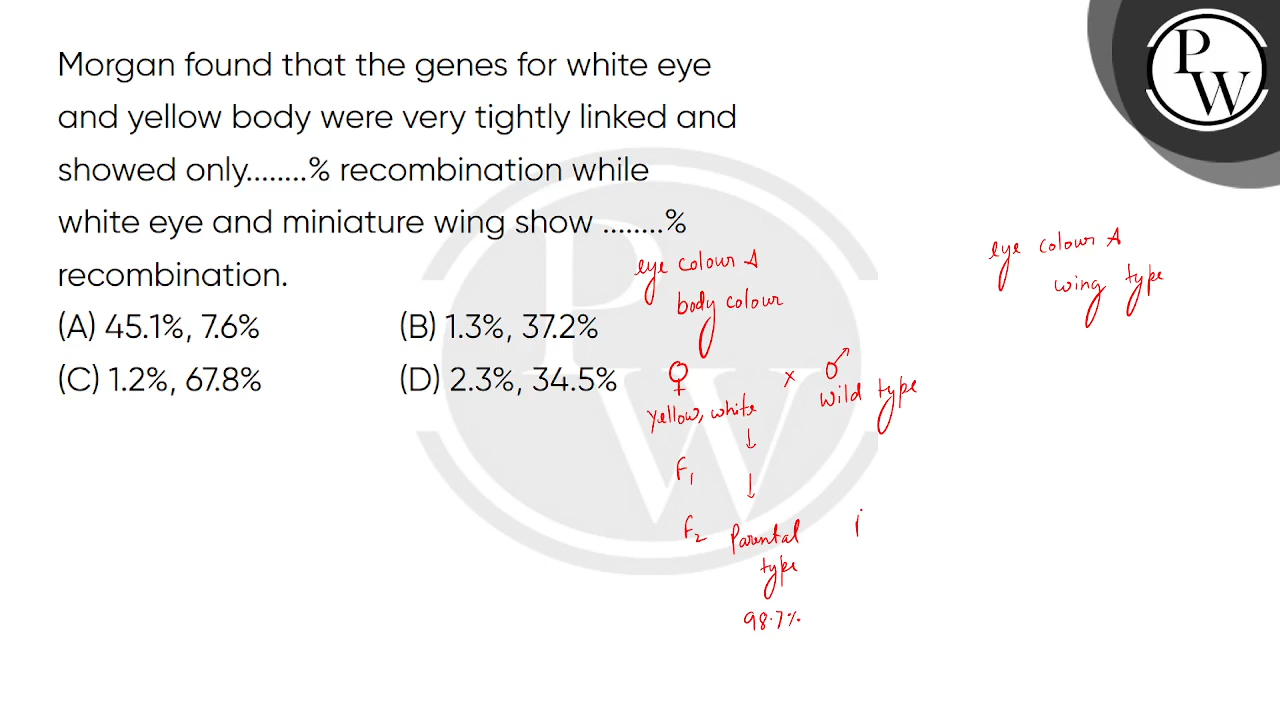 Morgan found that the genes for white eye
and yellow body were very tightly linked and
showed only........% recombination while
white eye and miniature wing show ........%
recombination.
(A) 45.1%, 7.6% (B) 1.3%, 37.2%
(C) 1.2%, 67.8% (D) 2.3%, 34.5%
eye colour &
body colour
♀ × ♂
yellow, white wild type
↓
F₁
↓
F₂ Parental
type
98.7%
eye colour &
wing type
PW
PW